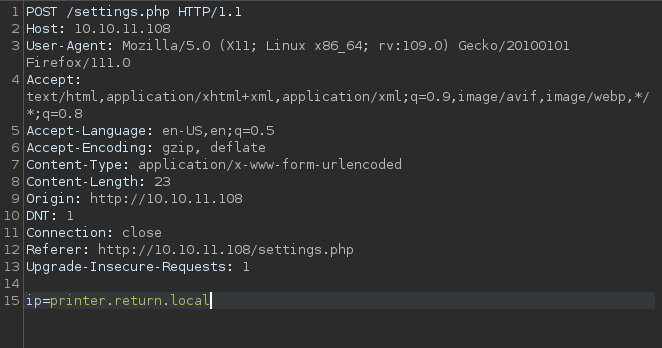 1 POST /settings.php HTTP/1.1
2 Host: 10.10.11.108
3 User-Agent: Mozilla/5.0 (X11; Linux x86_64; rv:109.0) Gecko/20100101
Firefox/111.0
4 Accept:
text/html,application/xhtml+xml,application/xml;q=0.9,image/avif,image/webp,*/
*;q=0.8
5 Accept-Language: en-US,en;q=0.5
6 Accept-Encoding: gzip, deflate
7 Content-Type: application/x-www-form-urlencoded
8 Content-Length: 23
9 Origin: http://10.10.11.108
10 DNT: 1
11 Connection: close
12 Referer: http://10.10.11.108/settings.php
13 Upgrade-Insecure-Requests: 1
14
15 ip=printer.return.local